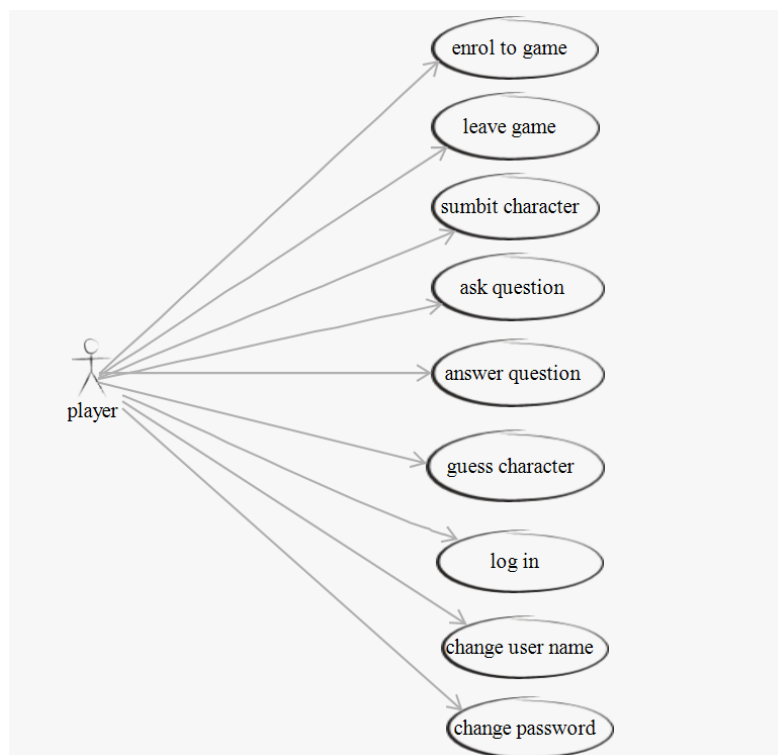 enrol to game
leave game
sumbit character
ask question
answer question
player
guess character
log in
change user name
change password